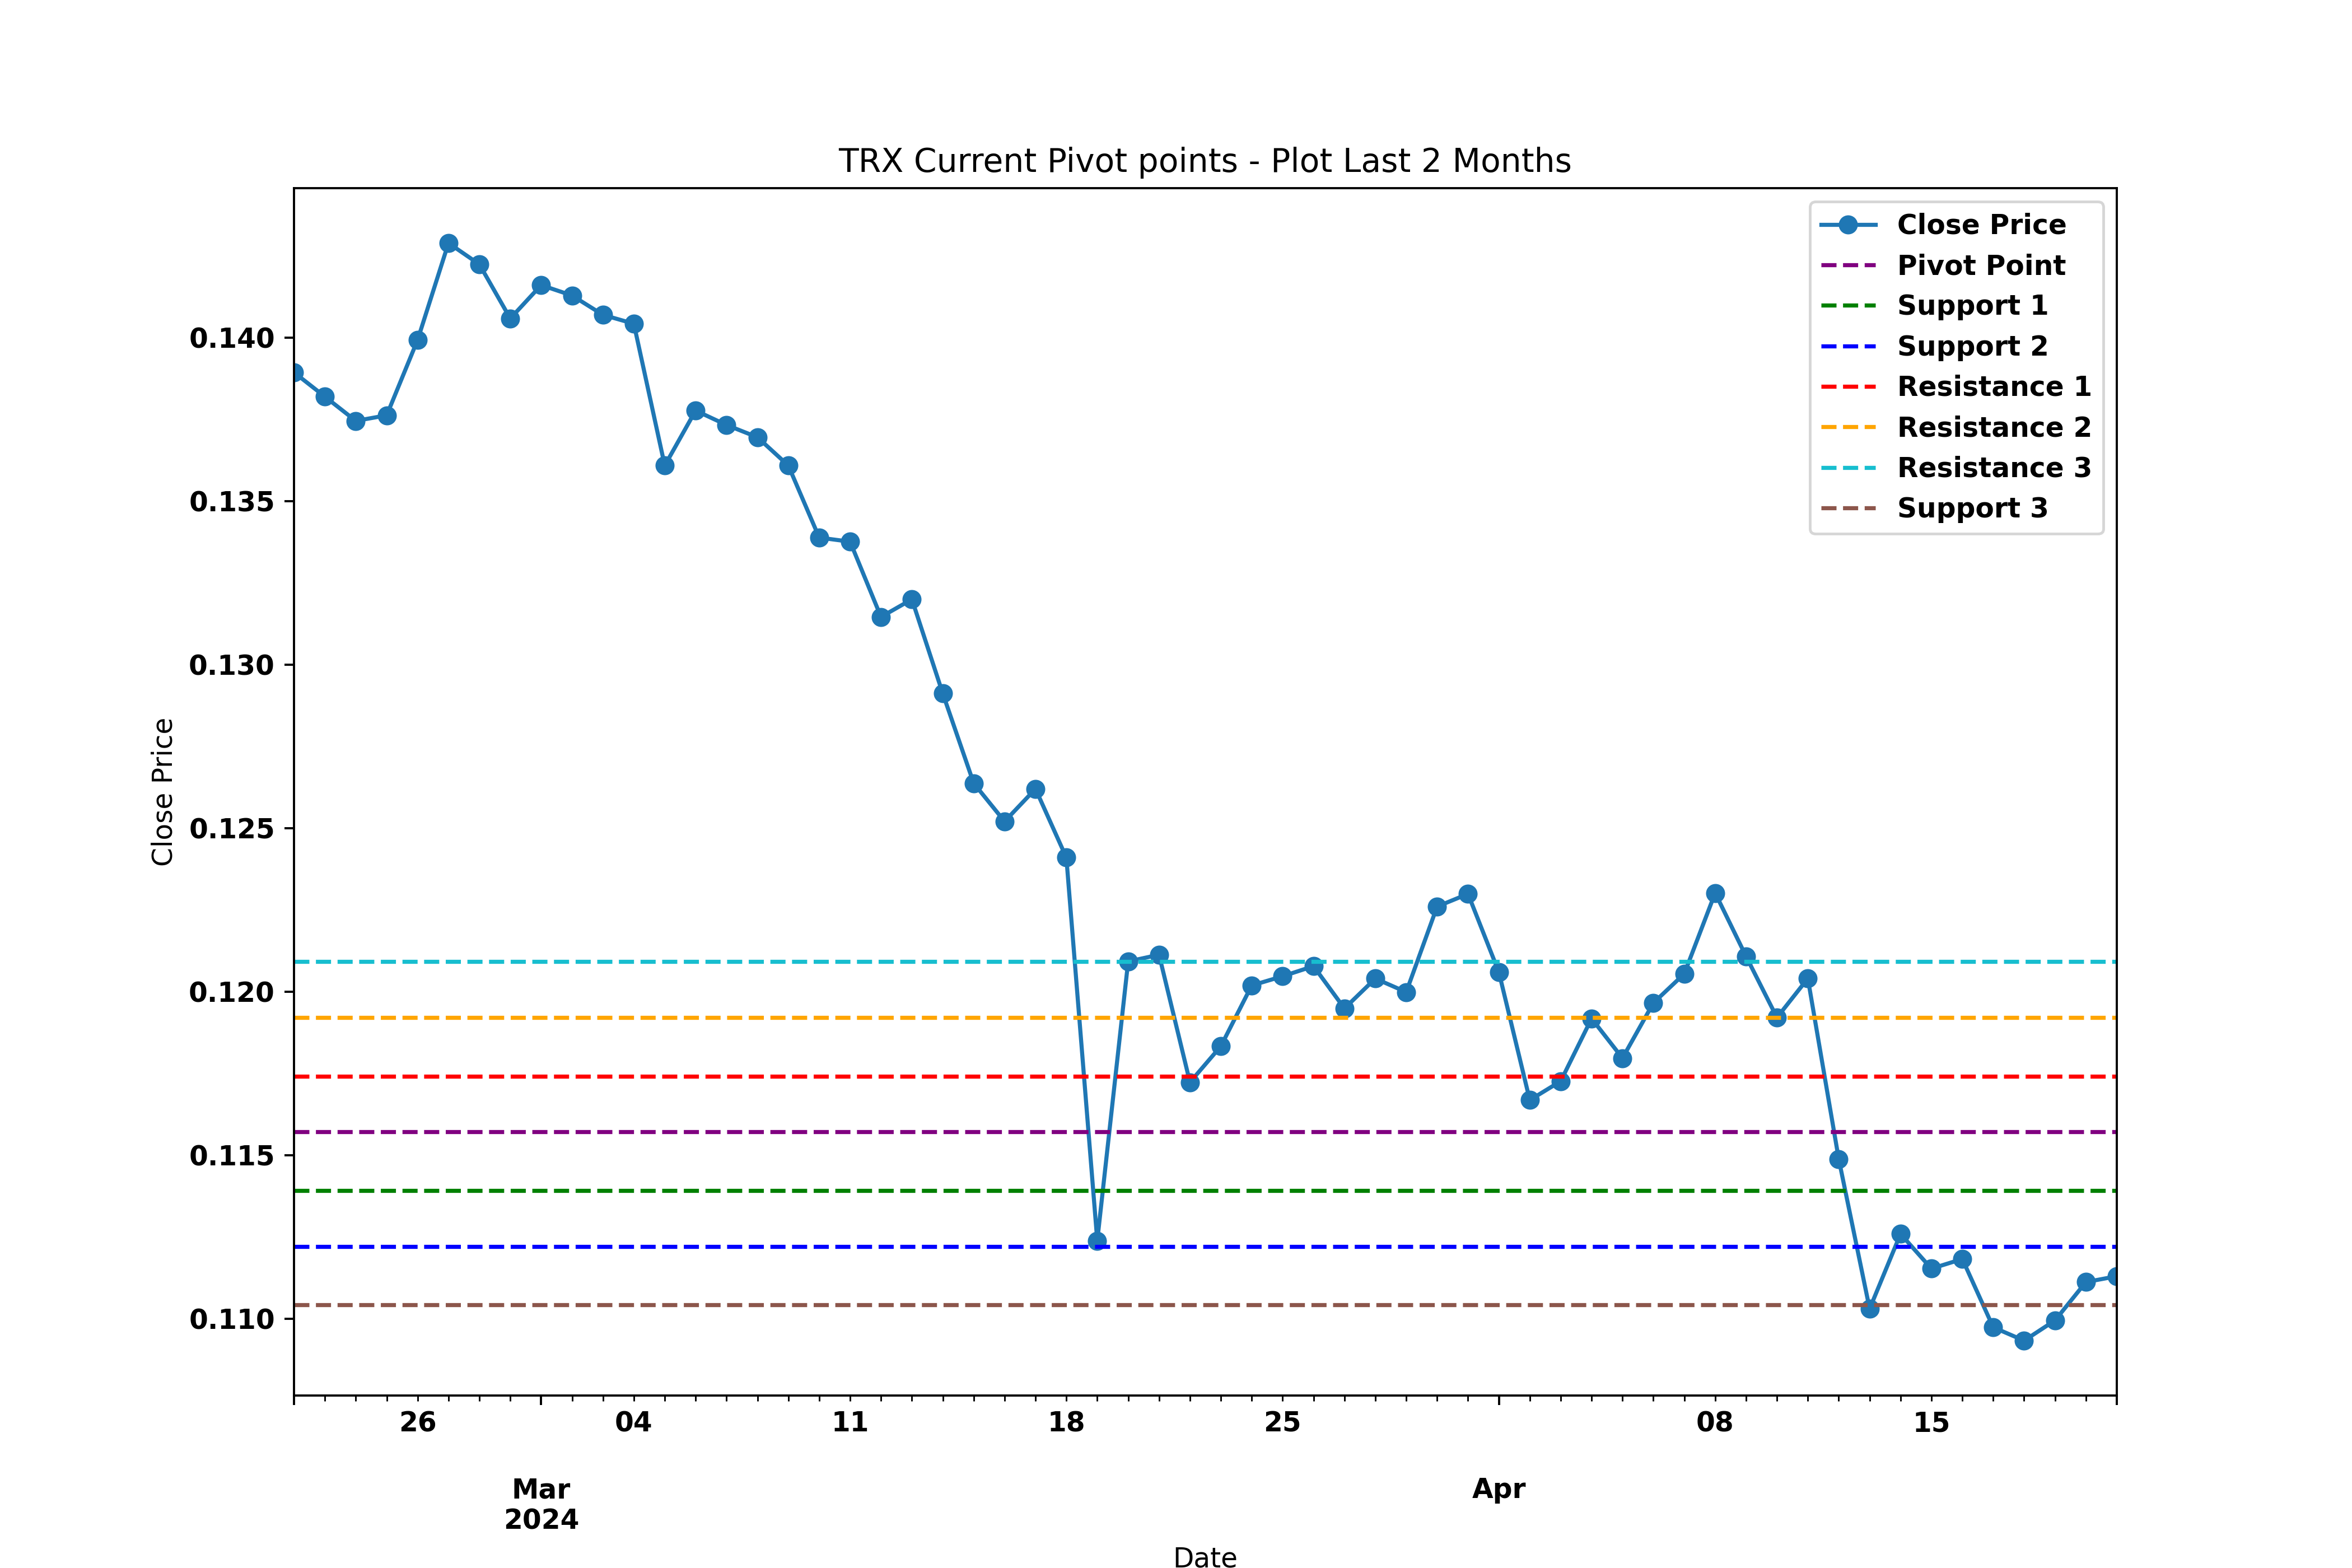 TRX Current Pivot points - Plot Last 2 Months
Close Price
Pivot Point
Support 1
Support 2
Resistance 1
Resistance 2
Resistance 3
Support 3
0.140
0.135
0.130
0.125
0.120
0.115
0.110
Close Price
26 04 11 18 25 08 15
Mar Apr
2024
Date